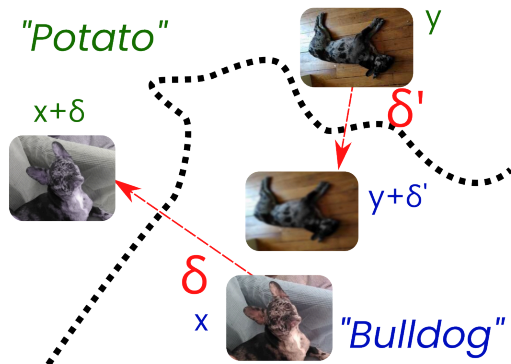 "Potato"
y
δ'
x+δ
y+δ'
δ
x
"Bulldog"